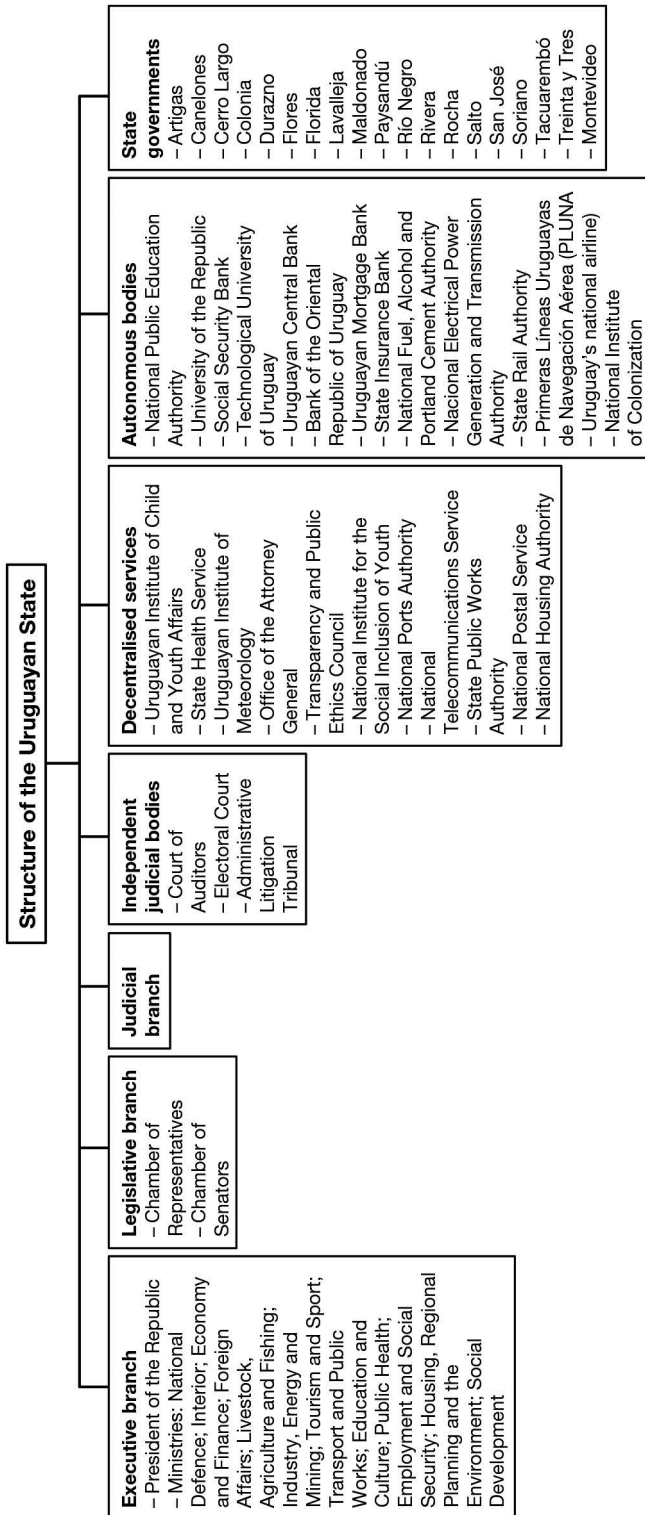 Structure of the Uruguayan State
Executive branch
– President of the Republic
– Ministries: National
Defence; Interior; Economy
and Finance; Foreign
Affairs; Livestock,
Agriculture and Fishing;
Industry, Energy and
Mining; Tourism and Sport;
Transport and Public
Works; Education and
Culture; Public Health;
Employment and Social
Security; Housing, Regional
Planning and the
Environment; Social
Development
Legislative branch
– Chamber of
Representatives
– Chamber of
Senators
Judicial
branch
Independent
judicial bodies
– Court of
Auditors
– Electoral Court
– Administrative
Litigation
Tribunal
Decentralised services
– Uruguayan Institute of Child
and Youth Affairs
– State Health Service
– Uruguayan Institute of
Meteorology
– Office of the Attorney
General
– Transparency and Public
Ethics Council
– National Institute for the
Social Inclusion of Youth
– National Ports Authority
– National
Telecommunications Service
– State Public Works
Authority
– National Postal Service
– National Housing Authority
Autonomous bodies
– National Public Education
Authority
– University of the Republic
– Social Security Bank
– Technological University
of Uruguay
– Uruguayan Central Bank
– Bank of the Oriental
Republic of Uruguay
– Uruguayan Mortgage Bank
– State Insurance Bank
– National Fuel, Alcohol and
Portland Cement Authority
– Nacional Electrical Power
Generation and Transmission
Authority
– State Rail Authority
– Primeras Líneas Uruguayas
de Navegación Aérea (PLUNA
– Uruguay's national airline)
– National Institute
of Colonization
State
governments
– Artigas
– Canelones
– Cerro Largo
– Colonia
– Durazno
– Flores
– Florida
– Lavalleja
– Maldonado
– Paysandú
– Río Negro
– Rivera
– Rocha
– Salto
– San José
– Soriano
– Tacuarembó
– Treinta y Tres
– Montevideo